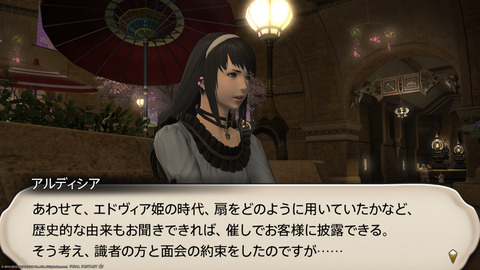 アルディシア
あわせて、エドヴィア姫の時代、扇をどのように用いていたかなど、
歴史的な由来もお聞きできれば、催しでお客様に披露できる。
そう考え、識者の方と面会の約束をしたのですが……